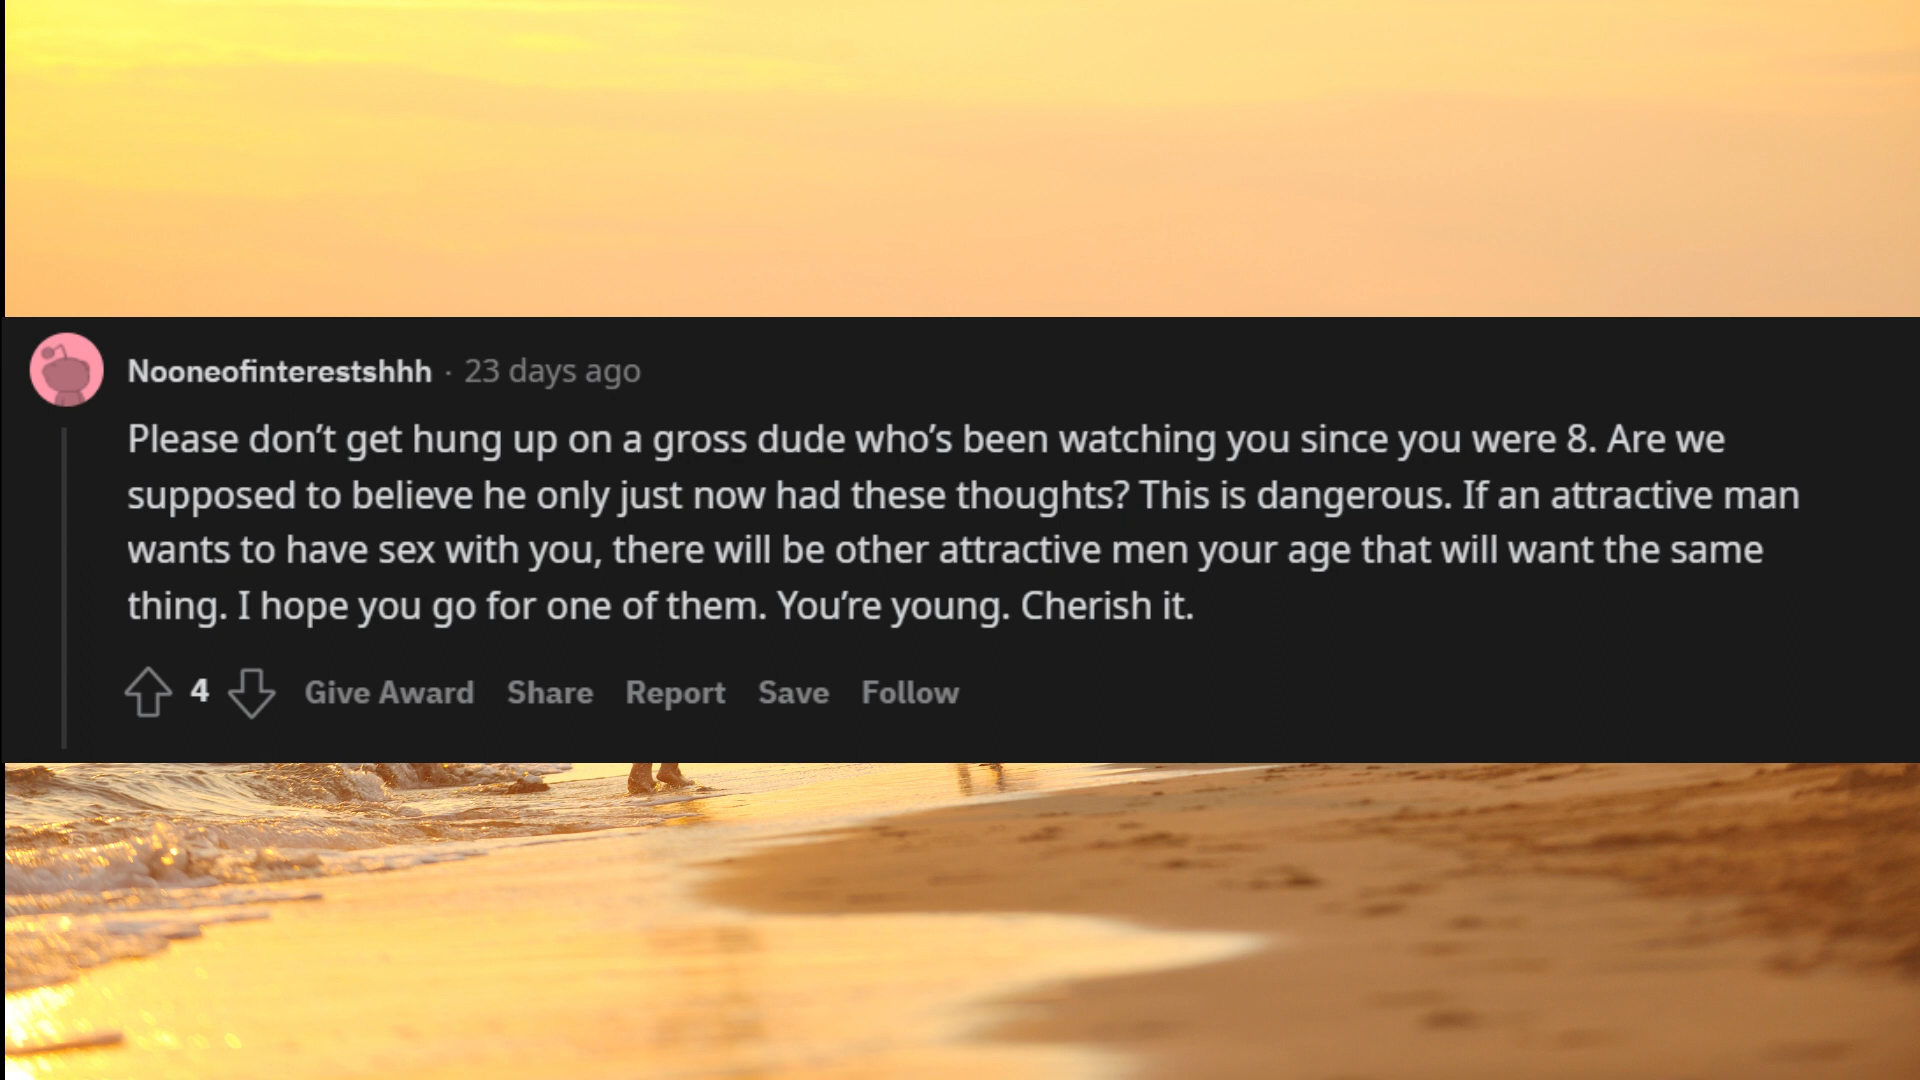 Nooneofinterestshhh · 23 days ago
Please don’t get hung up on a gross dude who’s been watching you since you were 8. Are we
supposed to believe he only just now had these thoughts? This is dangerous. If an attractive man
wants to have sex with you, there will be other attractive men your age that will want the same
thing. I hope you go for one of them. You’re young. Cherish it.
4 Give Award Share Report Save Follow